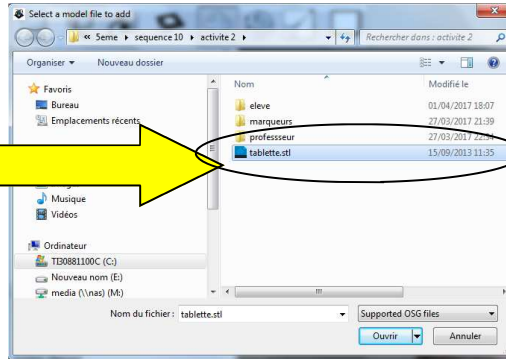 Select a model file to add
« 5eme ▸ sequence 10 ▸ activite 2 ▸
Rechercher dans : activite 2
Organiser ▾ Nouveau dossier
Favoris
Bureau
Emplacements récents
Musique
Vidéos
Ordinateur
TI30881100C (C:)
Nouveau nom (E:)
media (\\nas) (M:)
Nom Modifié le
eleve 01/04/2017 18:07
marqueurs 27/03/2017 21:39
professseur 27/03/2017 22:34
tablette.stl 15/09/2013 11:35
Nom du fichier : tablette.stl Supported OSG files
Ouvrir Annuler